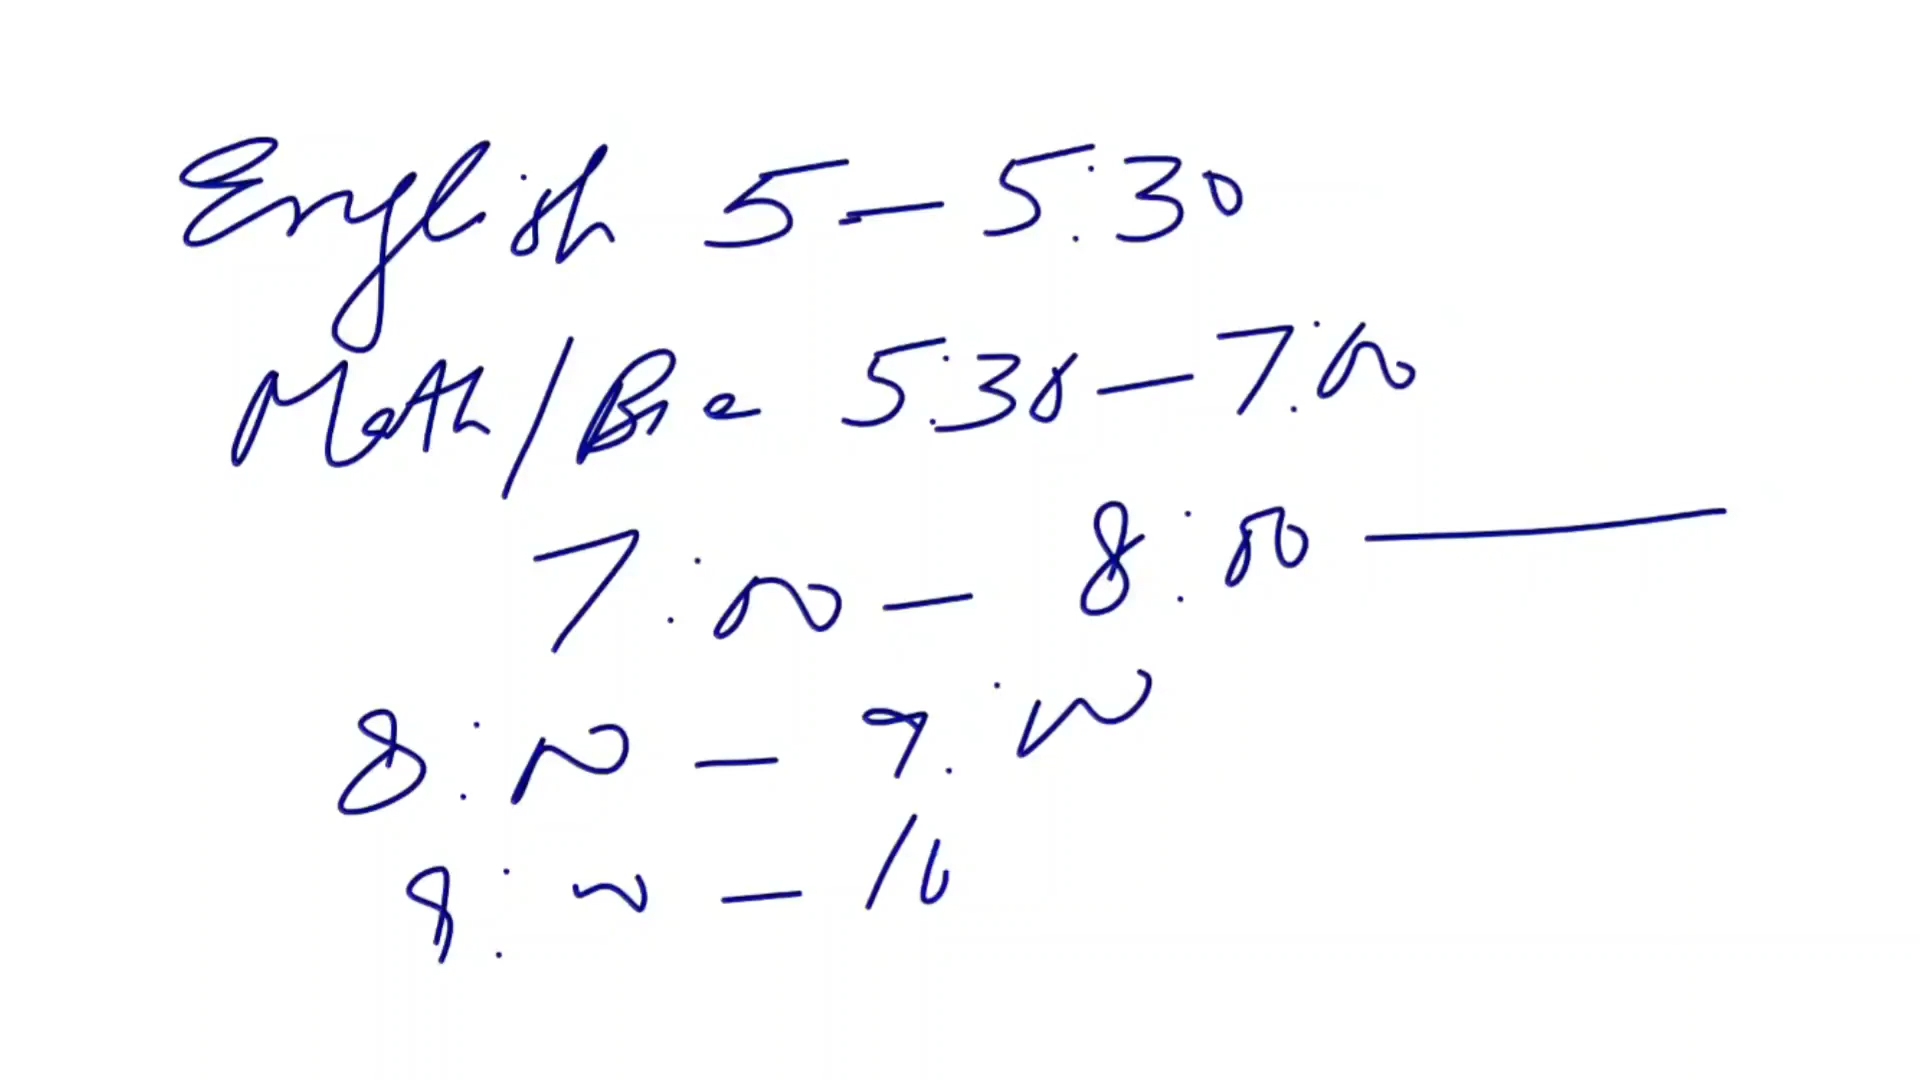 English 5 - 5:30
Math/Bio 5:30 - 7:00
7:00 - 8:00 —
8:00 - 9:00
9:00 - 10